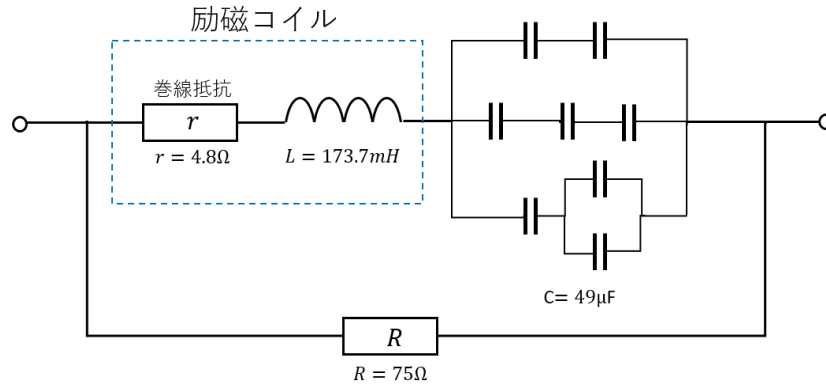 励磁コイル
巻線抵抗
r
r = 4.8Ω
L = 173.7mH
C= 49μF
R
R = 75Ω